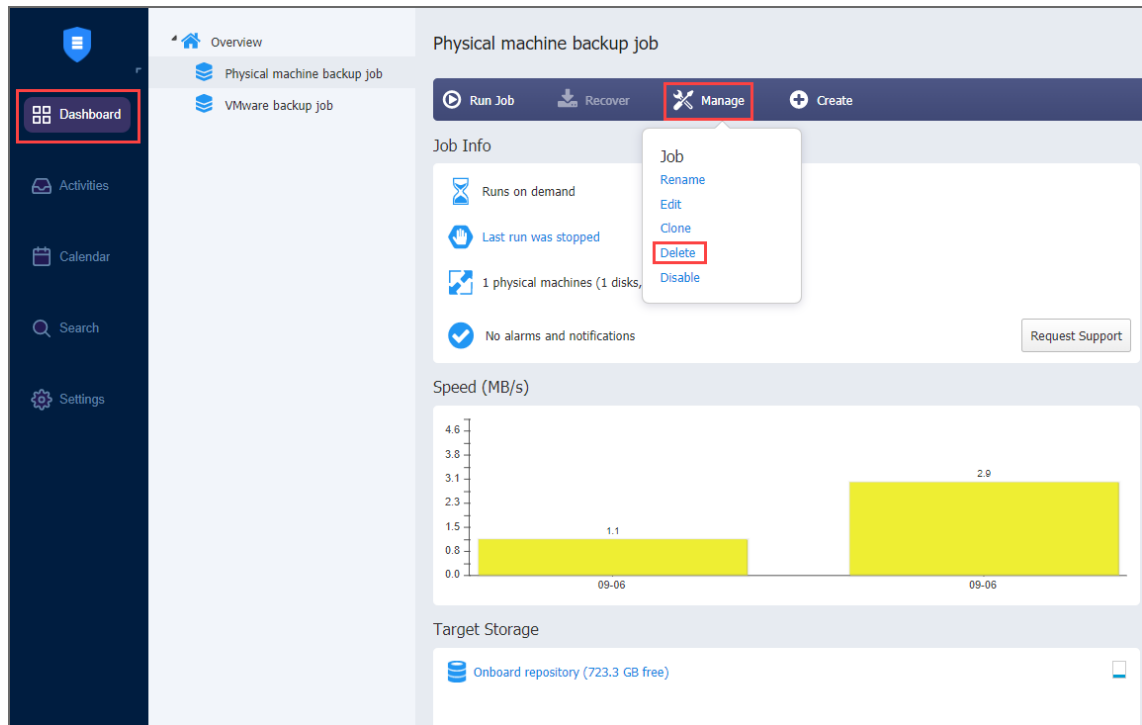 Dashboard
Activities
Calendar
Search
Settings
Overview
Physical machine backup job
VMware backup job
Physical machine backup job
Run Job
Recover
Manage
Create
Job Info
Runs on demand
Last run was stopped
1 physical machines (1 disks,
No alarms and notifications
Request Support
Job
Rename
Edit
Clone
Delete
Disable
Speed (MB/s)
4.6
3.8
3.1
2.3
1.5
0.8
0.0
1.1
2.9
09-06
09-06
Target Storage
Onboard repository (723.3 GB free)